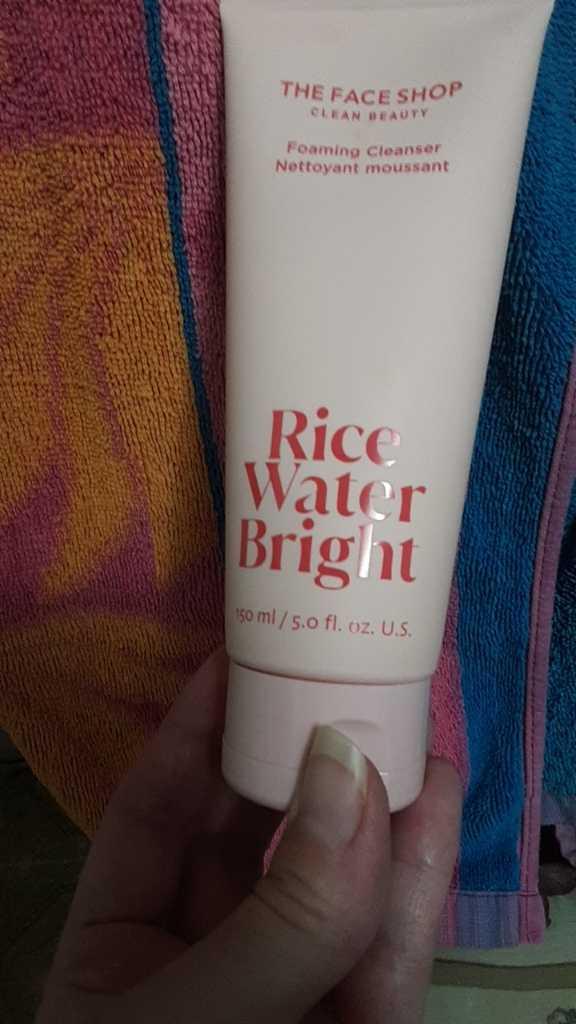 THE FACE SHOP
CLEAN BEAUTY
Foaming Cleanser
Nettoyant moussant
Rice
Water
Bright
150 ml / 5.0 fl. oz. U.S.